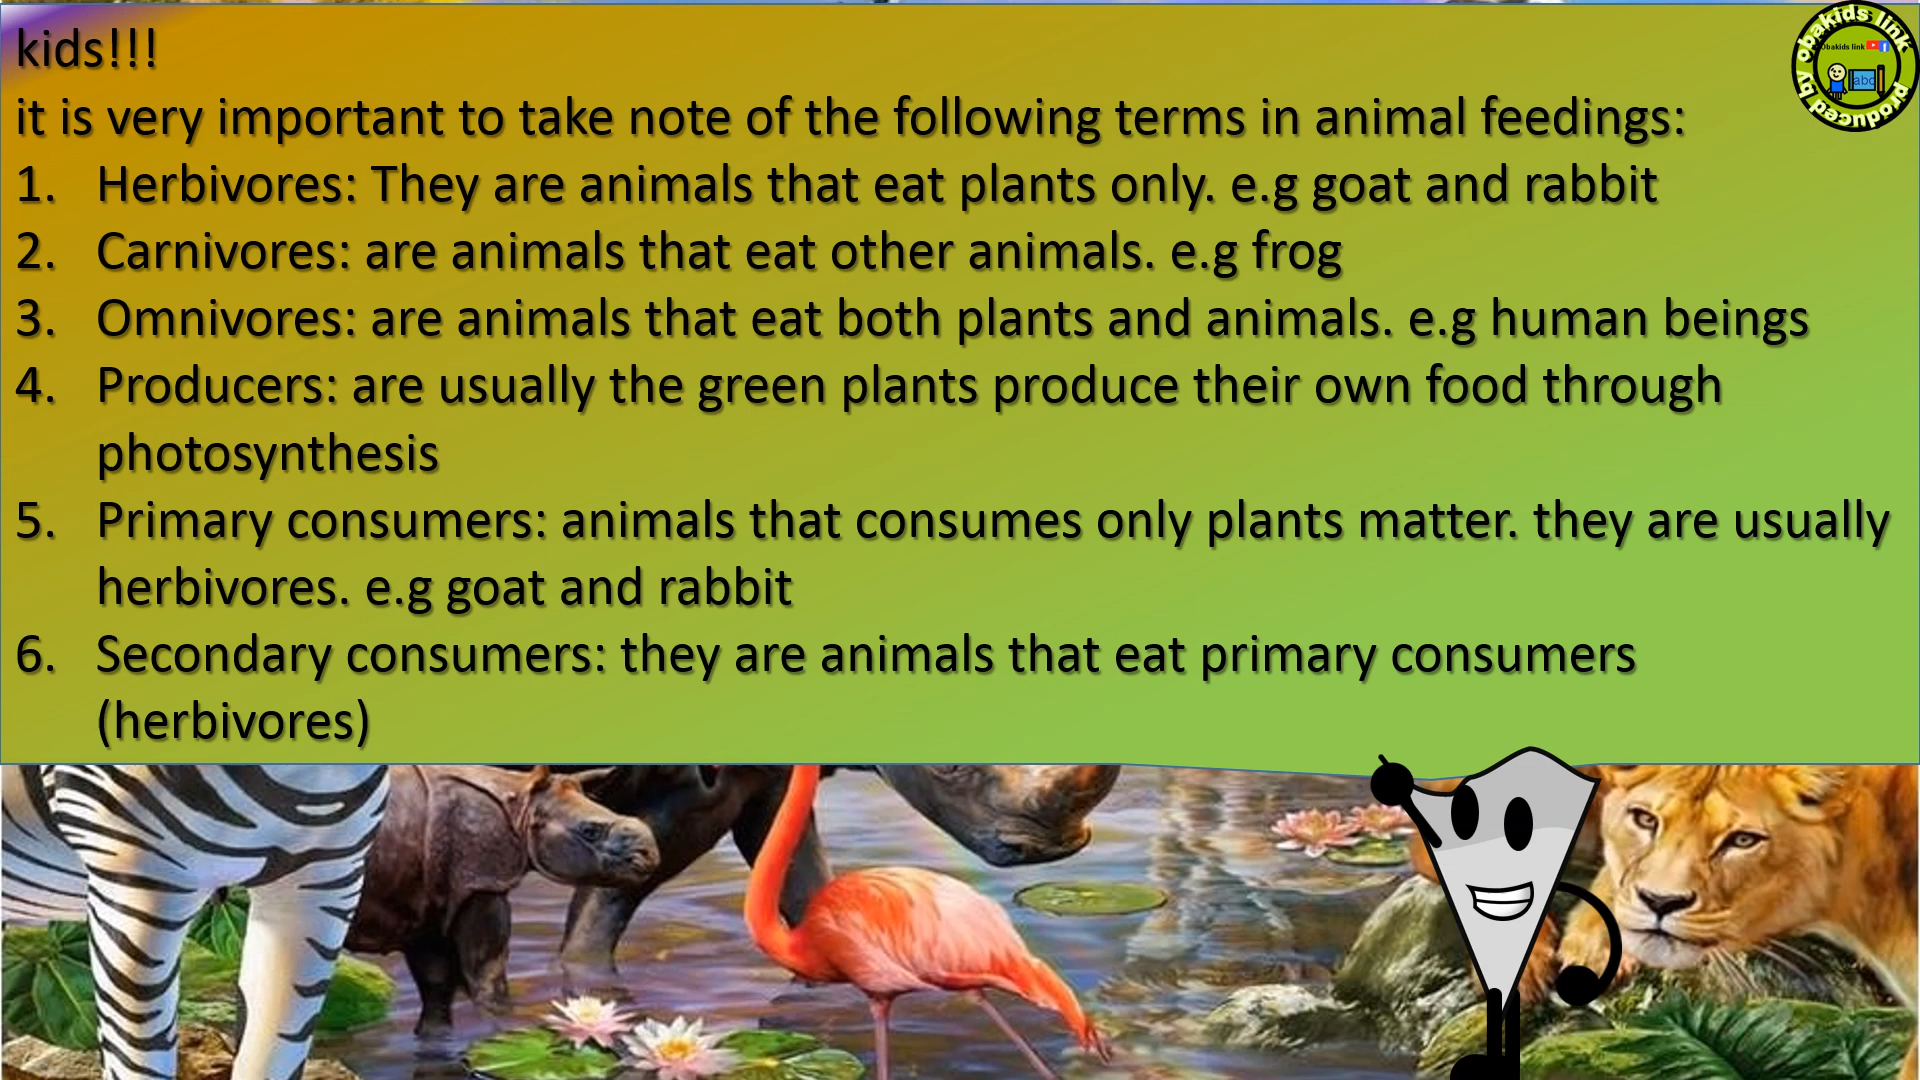 kids!!!
it is very important to take note of the following terms in animal feedings:
1. Herbivores: They are animals that eat plants only. e.g goat and rabbit
2. Carnivores: are animals that eat other animals. e.g frog
3. Omnivores: are animals that eat both plants and animals. e.g human beings
4. Producers: are usually the green plants produce their own food through
photosynthesis
5. Primary consumers: animals that consumes only plants matter. they are usually
herbivores. e.g goat and rabbit
6. Secondary consumers: they are animals that eat primary consumers
(herbivores)
produced by obakids link
Obakids link
abc